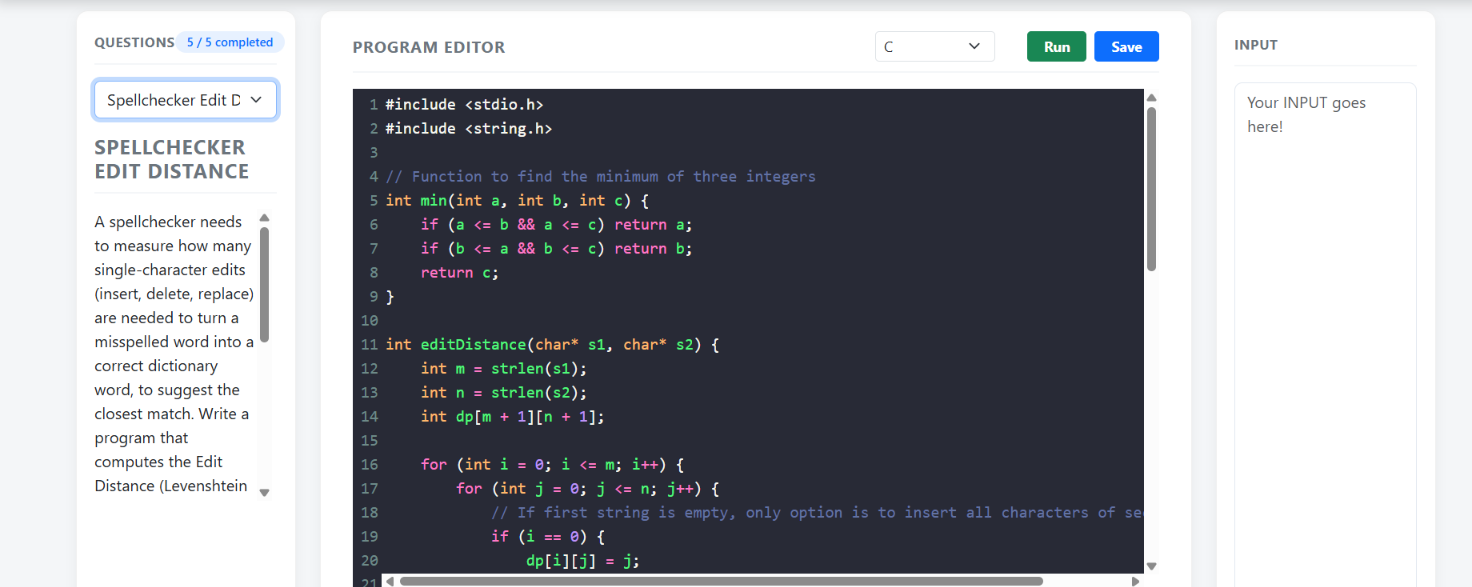 QUESTIONS 5 / 5 completed
Spellchecker Edit D
SPELLCHECKER
EDIT DISTANCE
A spellchecker needs
to measure how many
single-character edits
(insert, delete, replace)
are needed to turn a
misspelled word into a
correct dictionary
word, to suggest the
closest match. Write a
program that
computes the Edit
Distance (Levenshtein
PROGRAM EDITOR
C
Run
Save
1 #include <stdio.h>
2 #include <string.h>
3
4 // Function to find the minimum of three integers
5 int min(int a, int b, int c) {
6     if (a <= b && a <= c) return a;
7     if (b <= a && b <= c) return b;
8     return c;
9 }
10
11 int editDistance(char* s1, char* s2) {
12     int m = strlen(s1);
13     int n = strlen(s2);
14     int dp[m + 1][n + 1];
15
16     for (int i = 0; i <= m; i++) {
17         for (int j = 0; j <= n; j++) {
18             // If first string is empty, only option is to insert all characters of
19             if (i == 0) {
20                 dp[i][j] = j;
21
INPUT
Your INPUT goes
here!